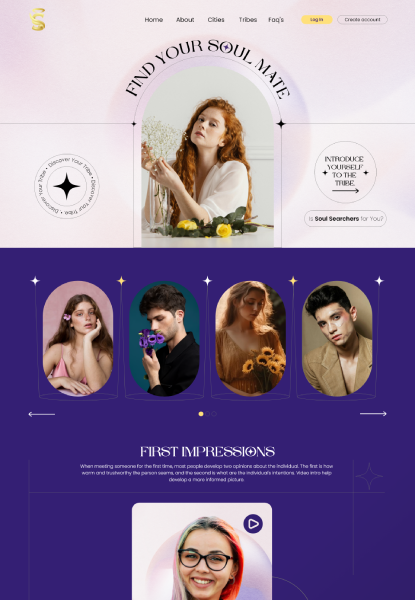 Home About Cities Tribes Faq's Log In Create account
FIND YOUR SOUL MATE
Discover Your Tribe • Discover Your Tribe • Discover Your Tribe •
INTRODUCE
YOURSELF
TO THE
TRIBE.
Is Soul Searchers for You?
FIRST IMPRESSIONS
When meeting someone for the first time, most people develop two opinions about the individual. The first is how
warm and trustworthy the person seems, and the second is what are the individual's intentions. Video intro help
develop a more informed picture.